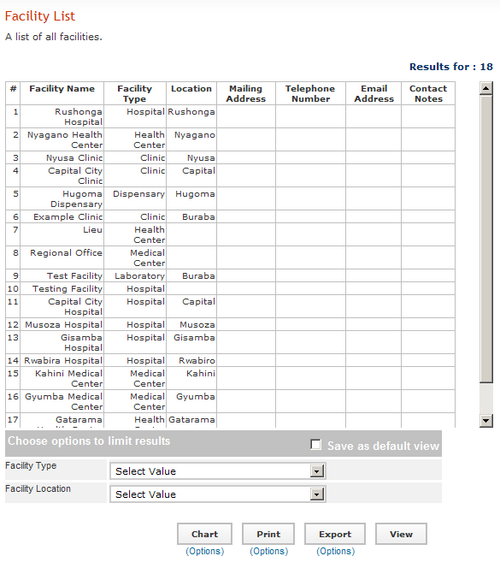 Facility List
A list of all facilities.
Results for : 18
# Facility Name Facility Type Location Mailing Address Telephone Number Email Address Contact Notes
1 Rushonga Hospital Hospital Rushonga
2 Nyagano Health Center Health Center Nyagano
3 Nyusa Clinic Clinic Nyusa
4 Capital City Clinic Clinic Capital
5 Hugoma Dispensary Dispensary Hugoma
6 Example Clinic Clinic Buraba
7 Lieu Health Center
8 Regional Office Medical Center
9 Test Facility Laboratory Buraba
10 Testing Facility Hospital
11 Capital City Hospital Hospital Capital
12 Musoza Hospital Hospital Musoza
13 Gisamba Hospital Hospital Gisamba
14 Rwabira Hospital Hospital Rwabiro
15 Kahini Medical Center Medical Center Kahini
16 Gyumba Medical Center Medical Center Gyumba
17 Gatarama Health Gatarama
Choose options to limit results Save as default view
Facility Type Select Value
Facility Location Select Value
Chart Print Export View
(Options) (Options) (Options)